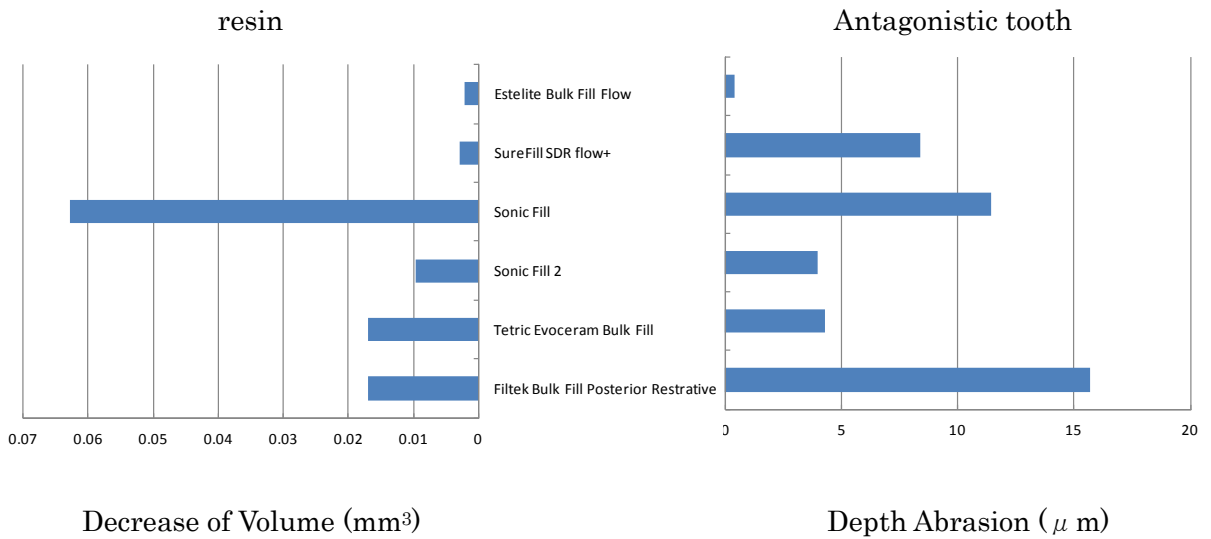 resin
Antagonistic tooth
Estelite Bulk Fill Flow
SureFill SDR flow+
Sonic Fill
Sonic Fill 2
Tetric Evoceram Bulk Fill
Filtek Bulk Fill Posterior Restrative
0.07 0.06 0.05 0.04 0.03 0.02 0.01 0
0 5 10 15 20
Decrease of Volume (mm³)
Depth Abrasion (μ m)